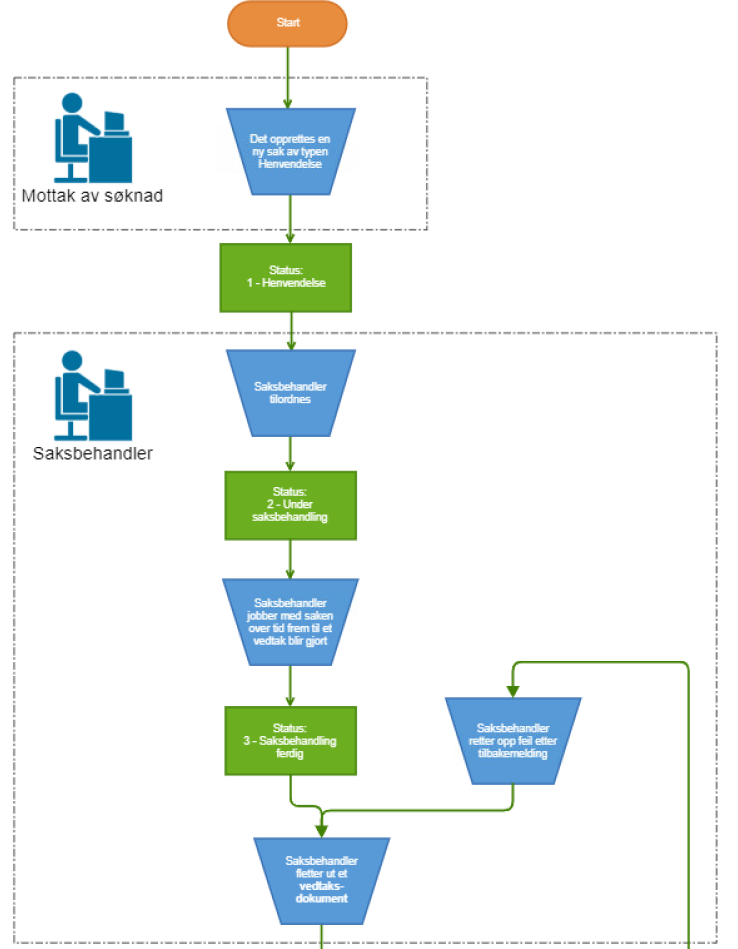 Start
Det opprettes en
ny sak av typen
Henvendelse
Mottak av søknad
Status:
1 - Henvendelse
Saksbehandler
tilordnes
Saksbehandler
Status:
2 - Under
saksbehandling
Saksbehandler
jobber med saken
over tid frem til et
vedtak blir gjort
Status:
3 - Saksbehandling
ferdig
Saksbehandler
retter opp feil etter
tilbakemelding
Saksbehandler
fletter ut et
vedtaks-
dokument